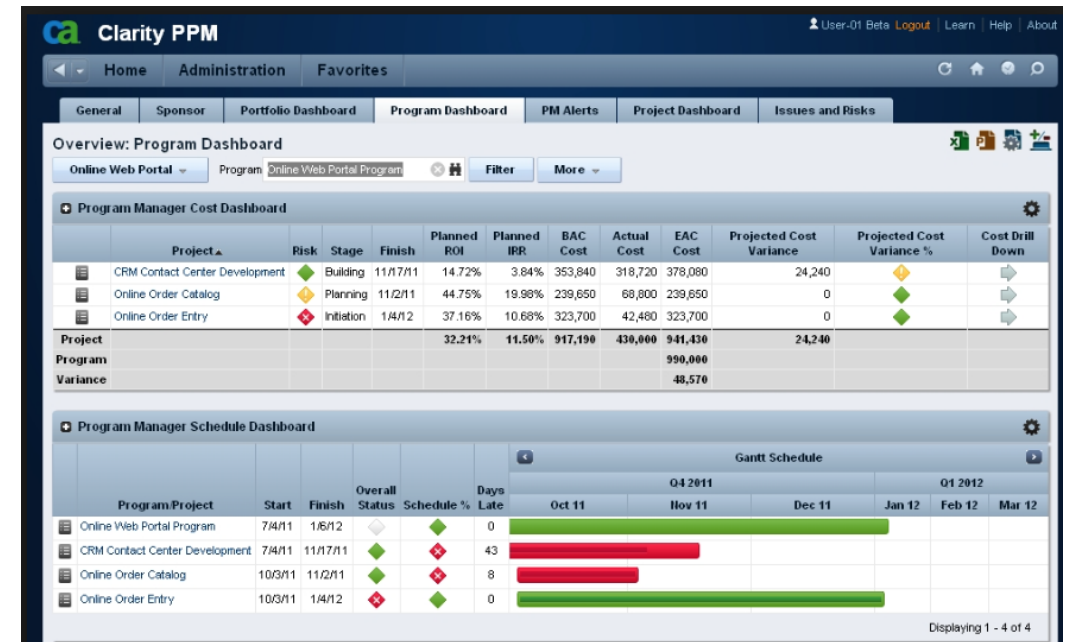 ca Clarity PPM
User-01 Beta Logout Learn Help About
Home Administration Favorites
General Sponsor Portfolio Dashboard Program Dashboard PM Alerts Project Dashboard Issues and Risks
Overview: Program Dashboard
Online Web Portal Program Online Web Portal Program Filter More
Program Manager Cost Dashboard
Project Risk Stage Finish Planned ROI Planned IRR BAC Cost Actual Cost EAC Cost Projected Cost Variance Projected Cost Variance % Cost Drill Down
CRM Contact Center Development Building 11/17/11 14.72% 3.84% 353,840 318,720 378,080 24,240
Online Order Catalog Planning 11/2/11 44.75% 19.98% 239,650 68,800 239,650 0
Online Order Entry Initiation 1/4/12 37.16% 10.68% 323,700 42,480 323,700 0
Project 32.21% 11.50% 917,190 430,000 941,430 24,240
Program 990,000
Variance 48,570
Program Manager Schedule Dashboard
Gantt Schedule
Q4 2011 Q1 2012
Program/Project Start Finish Overall Status Schedule % Days Late Oct 11 Nov 11 Dec 11 Jan 12 Feb 12 Mar 12
Online Web Portal Program 7/4/11 1/6/12 0
CRM Contact Center Development 7/4/11 11/17/11 43
Online Order Catalog 10/3/11 11/2/11 8
Online Order Entry 10/3/11 1/4/12 0
Displaying 1 - 4 of 4